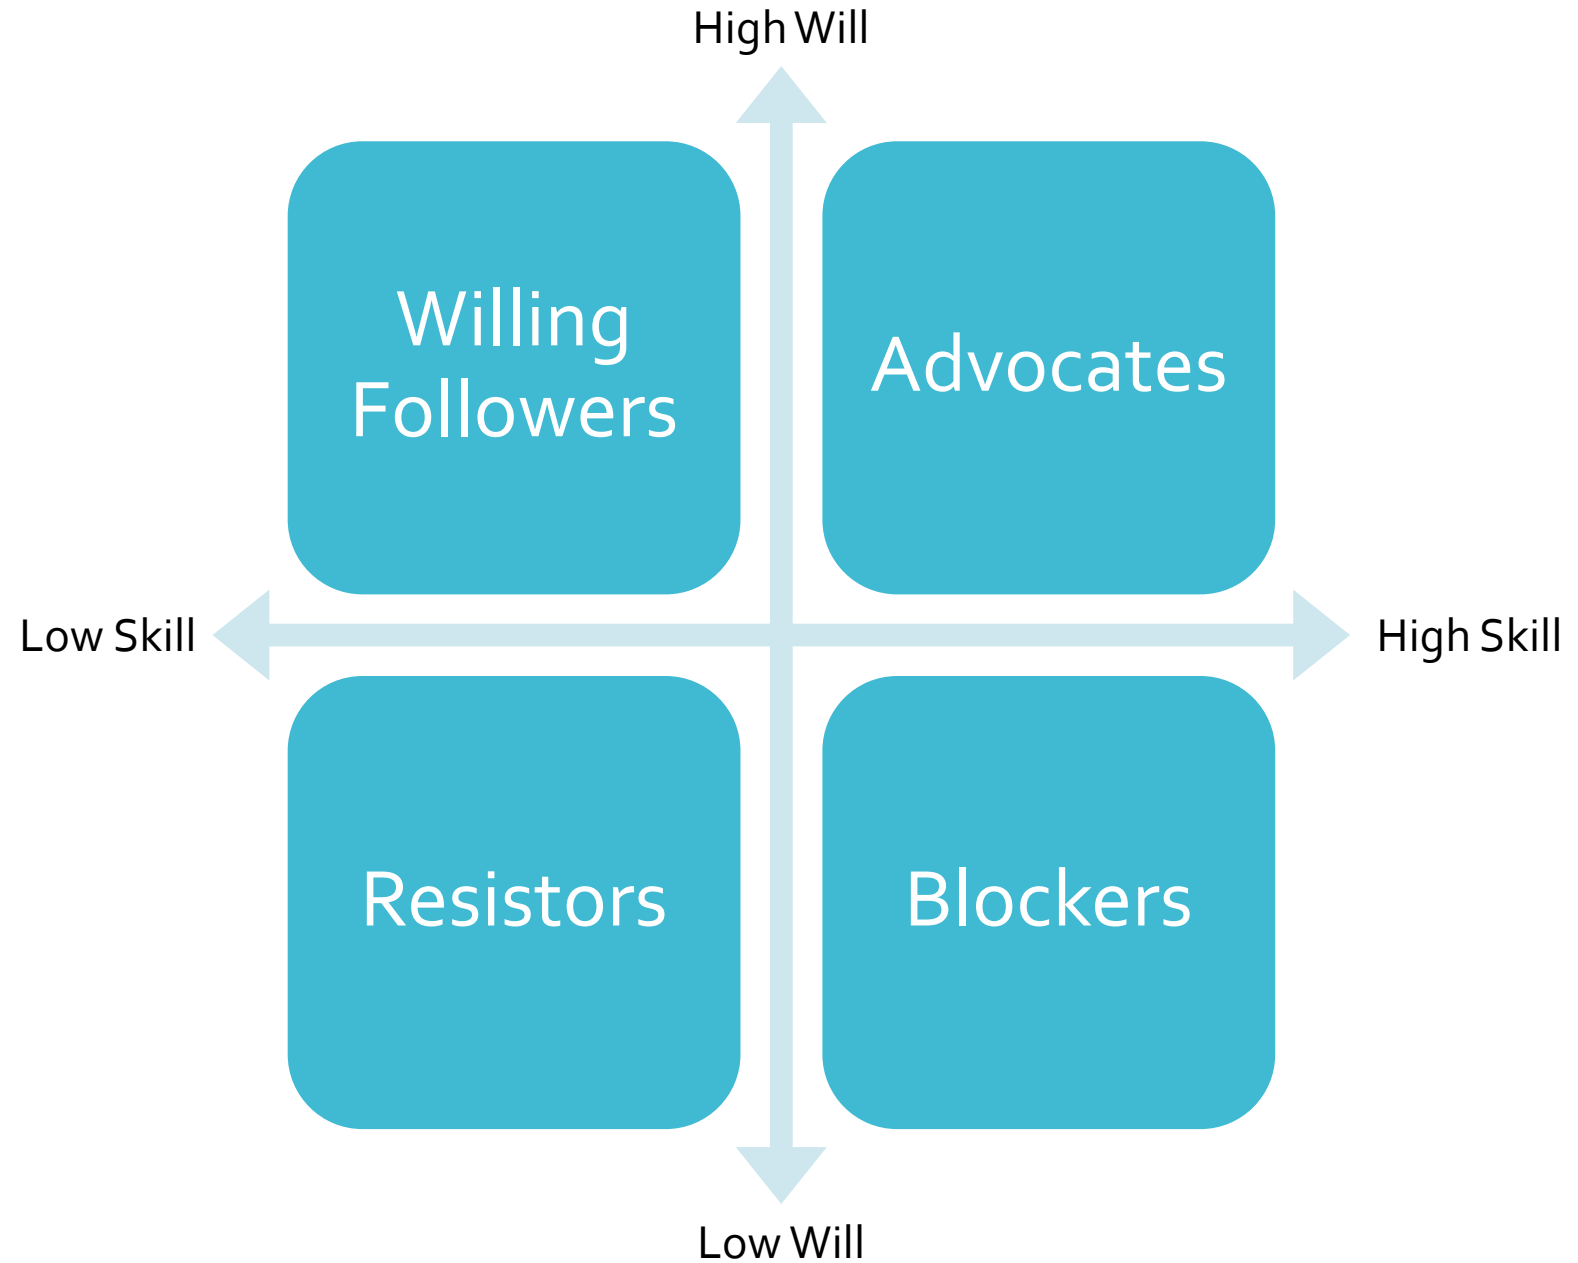 High Will
Willing
Followers
Advocates
Low Skill
High Skill
Resistors
Blockers
Low Will